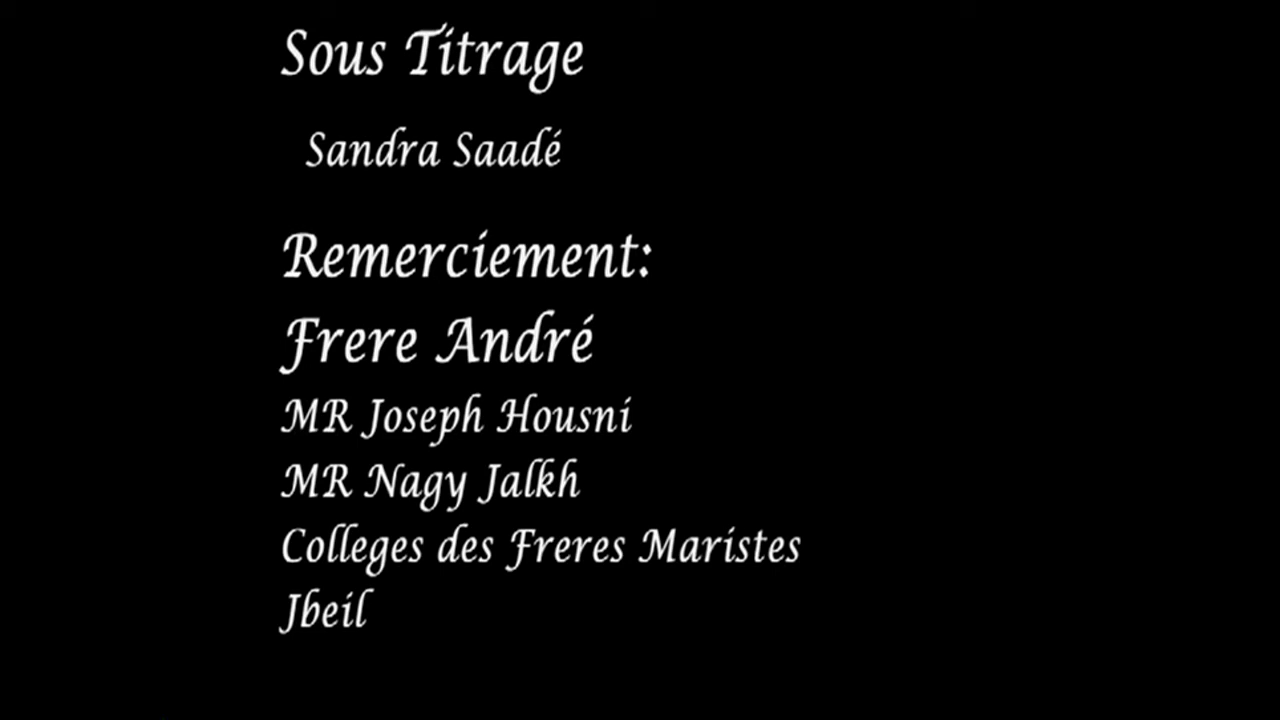 Sous Titrage
Sandra Saadé
Remerciement:
Frere André
MR Joseph Housni
MR Nagy Jalkh
Colleges des Freres Maristes
Jbeil